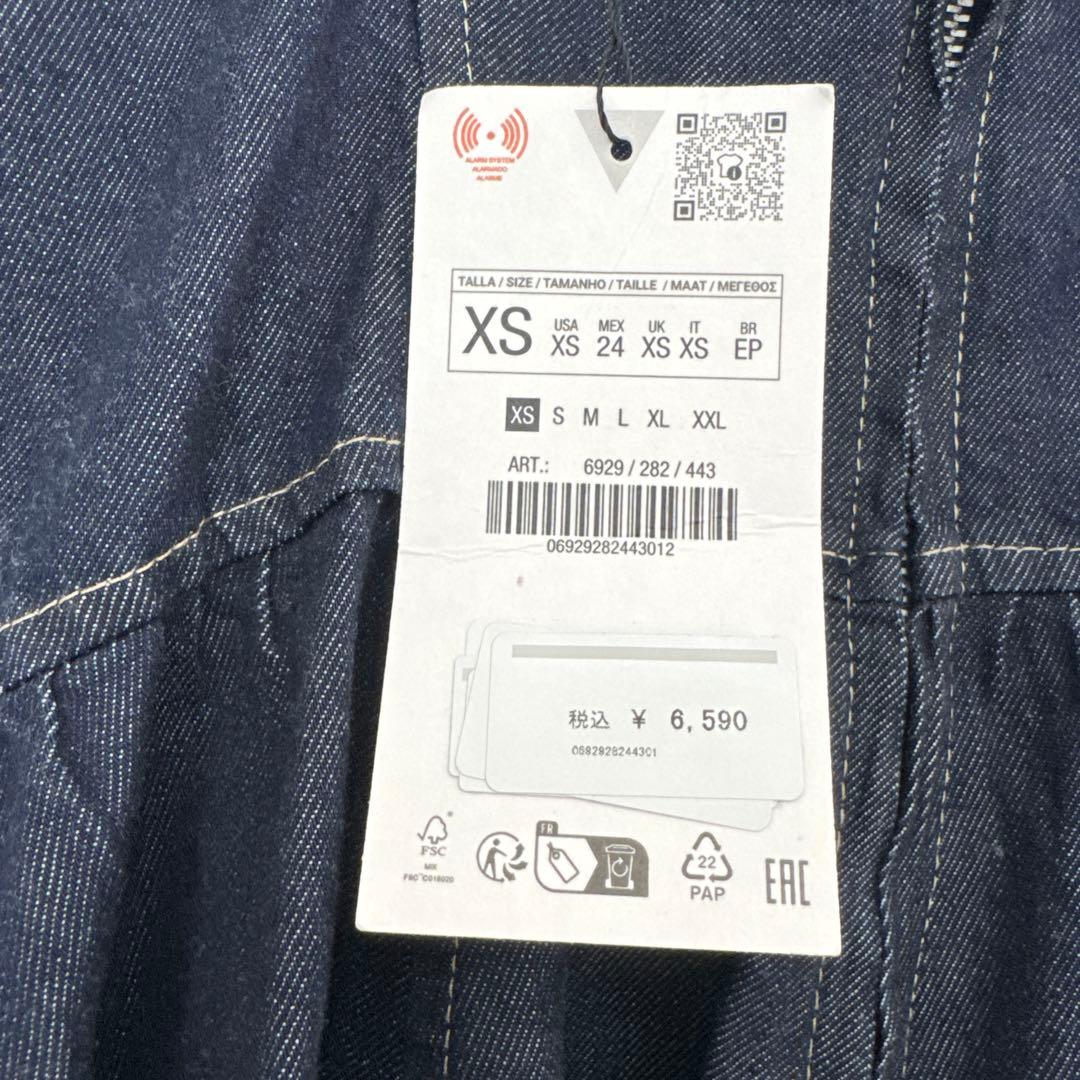 ALARM SYSTEM
ALARMADO
ALARME
TALLA / SIZE / TAMANHO / TAILLE / MAAT / ΜΕΓΕΘΟΣ
XS USA XS MEX 24 UK XS IT XS BR EP
XS S M L XL XXL
ART.: 6929 / 282 / 443
06929282443012
税込 ¥ 6,590
0692928244301
FR
FSC®
MIX
FSC™C018020
22
PAP
EAC